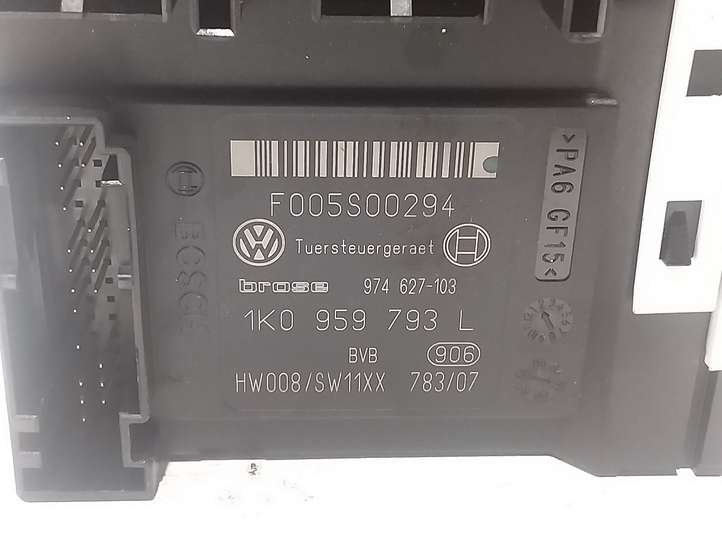 F005S00294
Tuersteuergeraet
brose 974 627-103
1K0 959 793 L
BVB 906
HW008/SW11XX 783/07
BOSCH
>PA6 GF15<